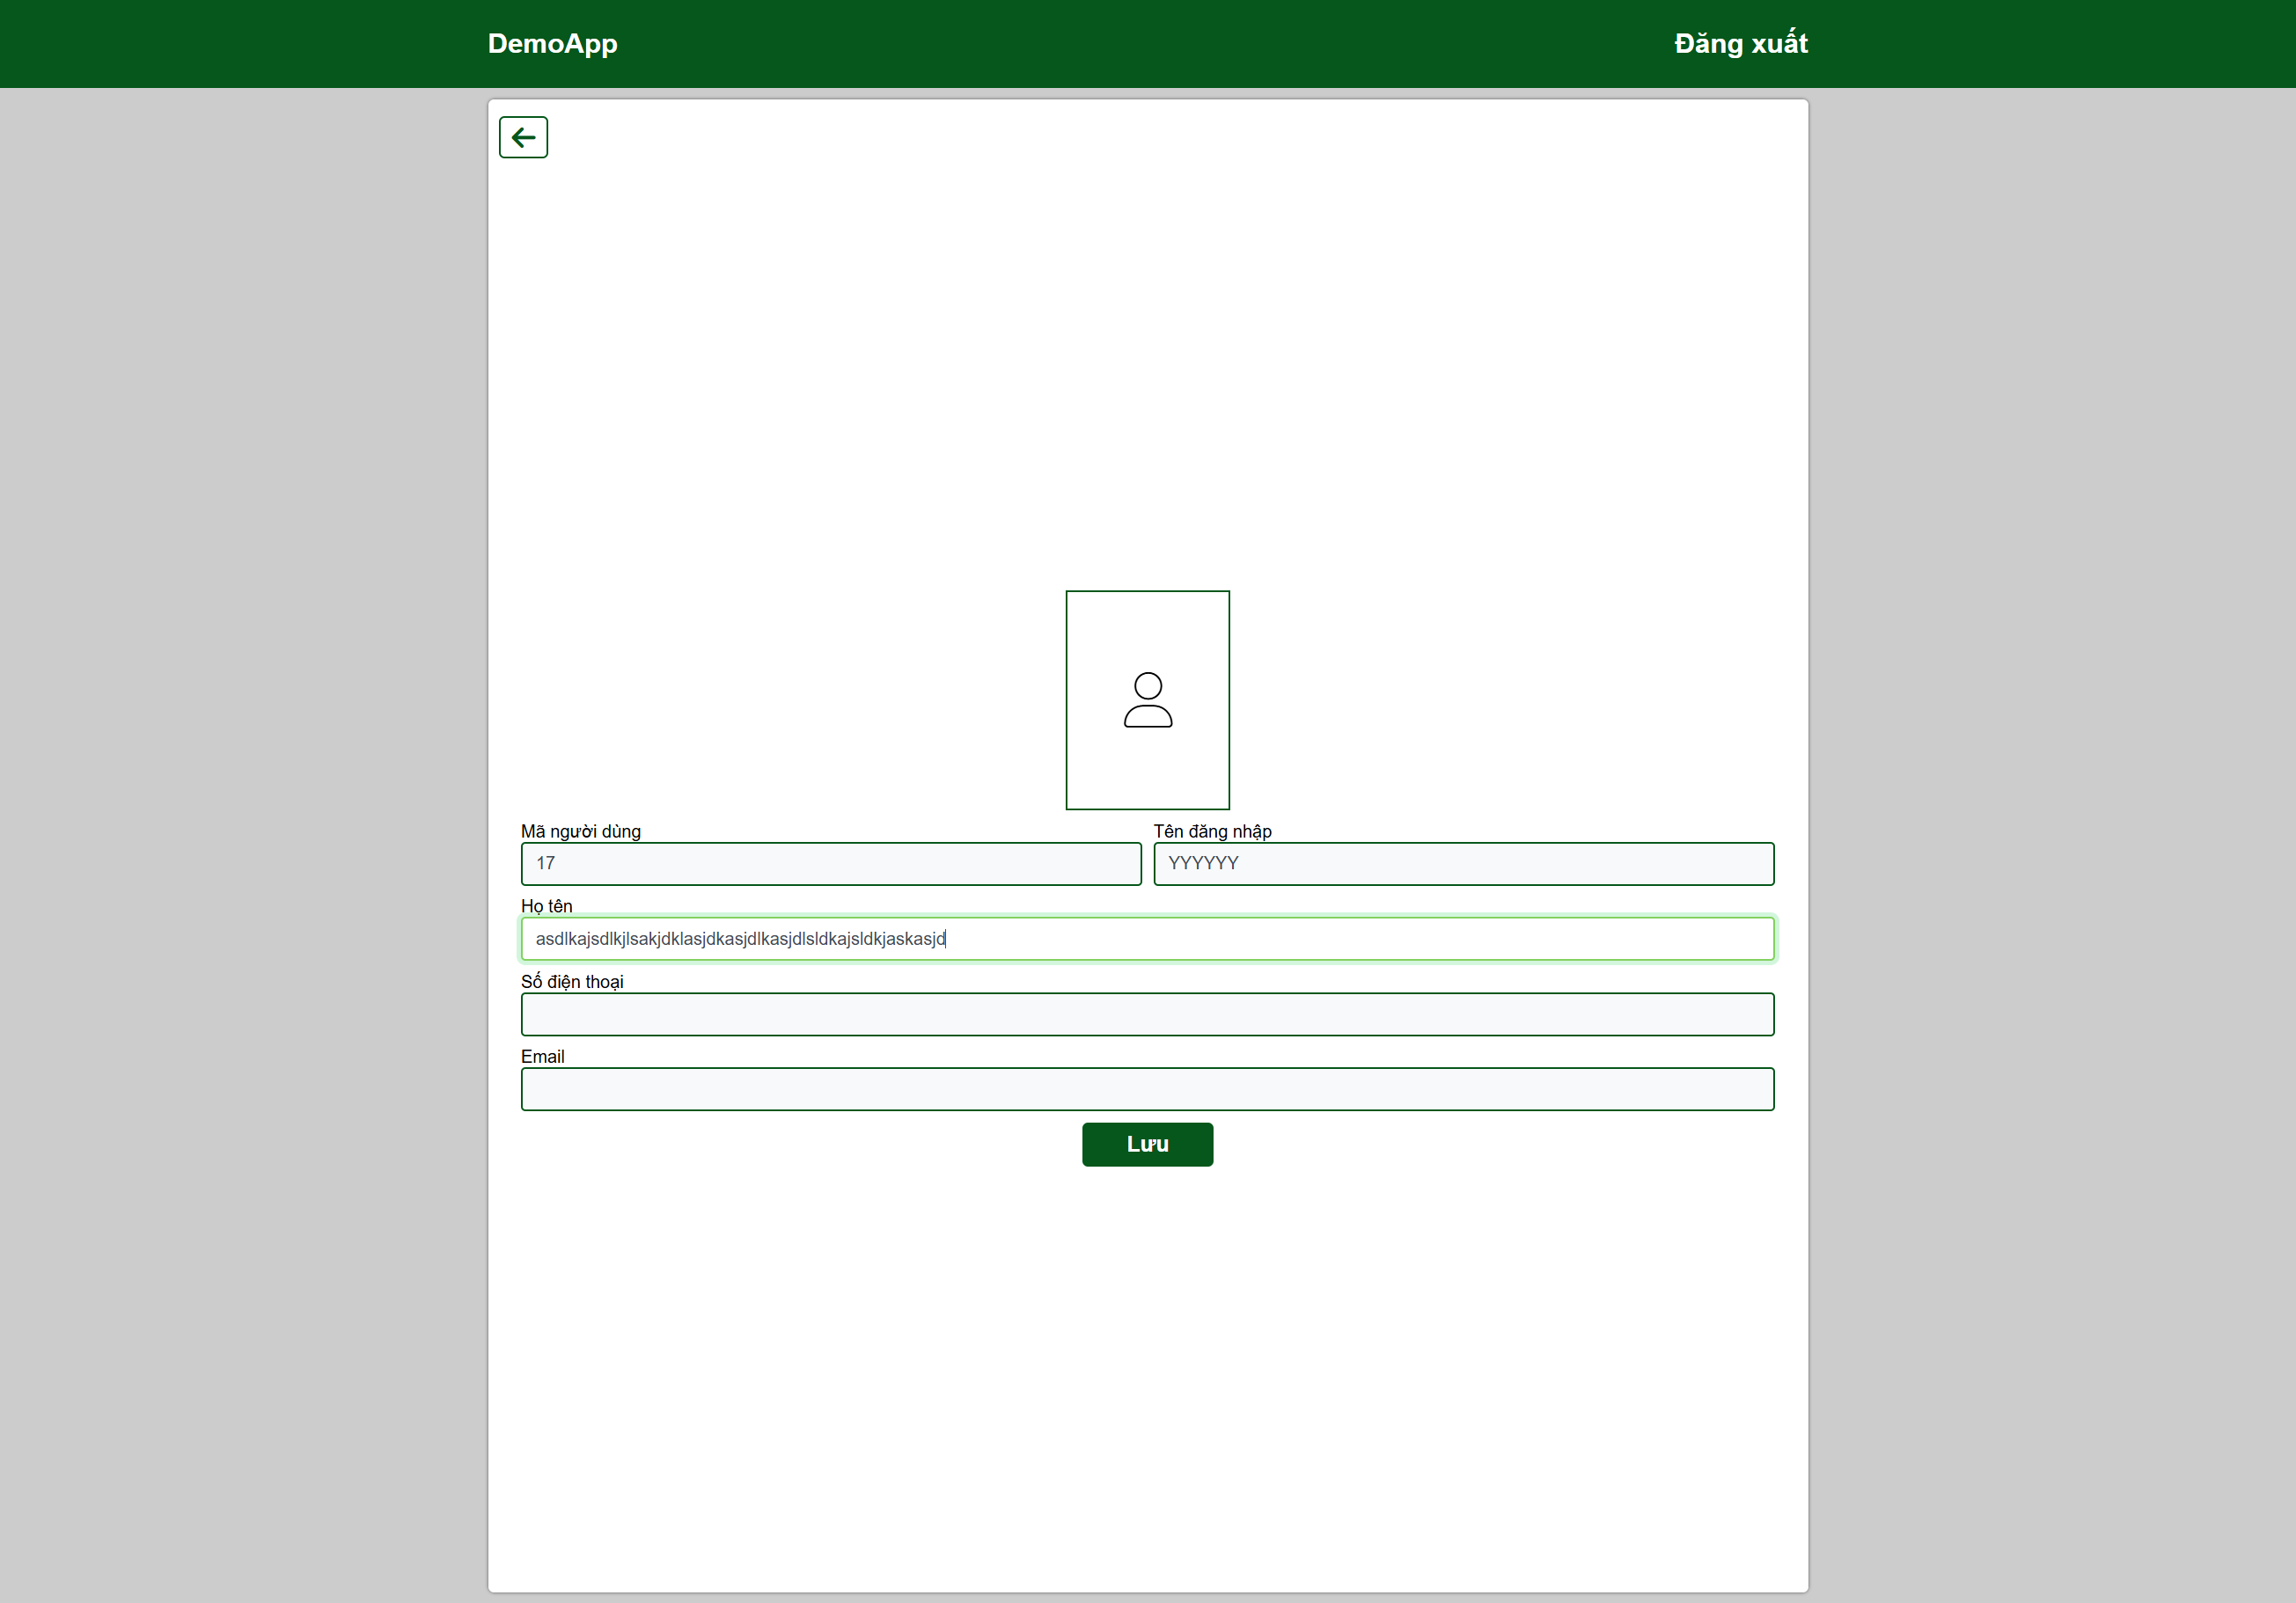 DemoApp
Đăng xuất
Mã người dùng
Tên đăng nhập
17
YYYYYY
Họ tên
asdlkajsdlkjlsakjdklasjdkasjdlkasjdlsldkajsldkjaskasjd
Số điện thoại
Email
Lưu